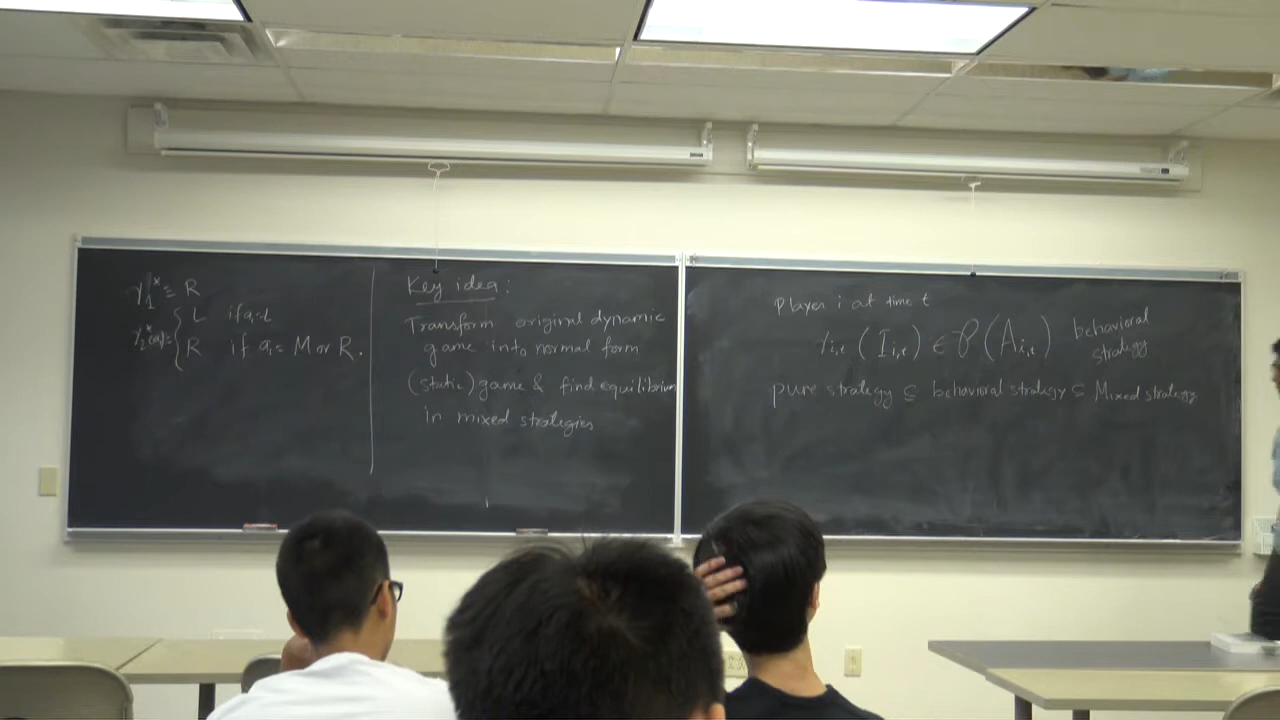 γ₁* ≡ R
γ₂*(a₁) = { L if a₁=L
R if a₁= M or R.
Key idea:
Transform original dynamic
game into normal form
(static) game & find equilibrium
in mixed strategies
Player i at time t
γi,t (Ii,t) ∈ P(Ai,t) behavioral
strategy
pure strategy ⊆ behavioral strategy ⊆ Mixed strategy